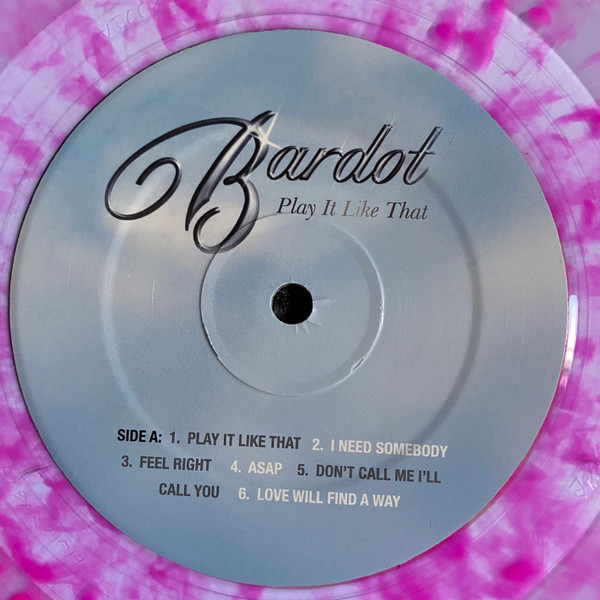 Bardot
Play It Like That
SIDE A: 1. PLAY IT LIKE THAT 2. I NEED SOMEBODY
3. FEEL RIGHT 4. ASAP 5. DON'T CALL ME I'LL
CALL YOU 6. LOVE WILL FIND A WAY